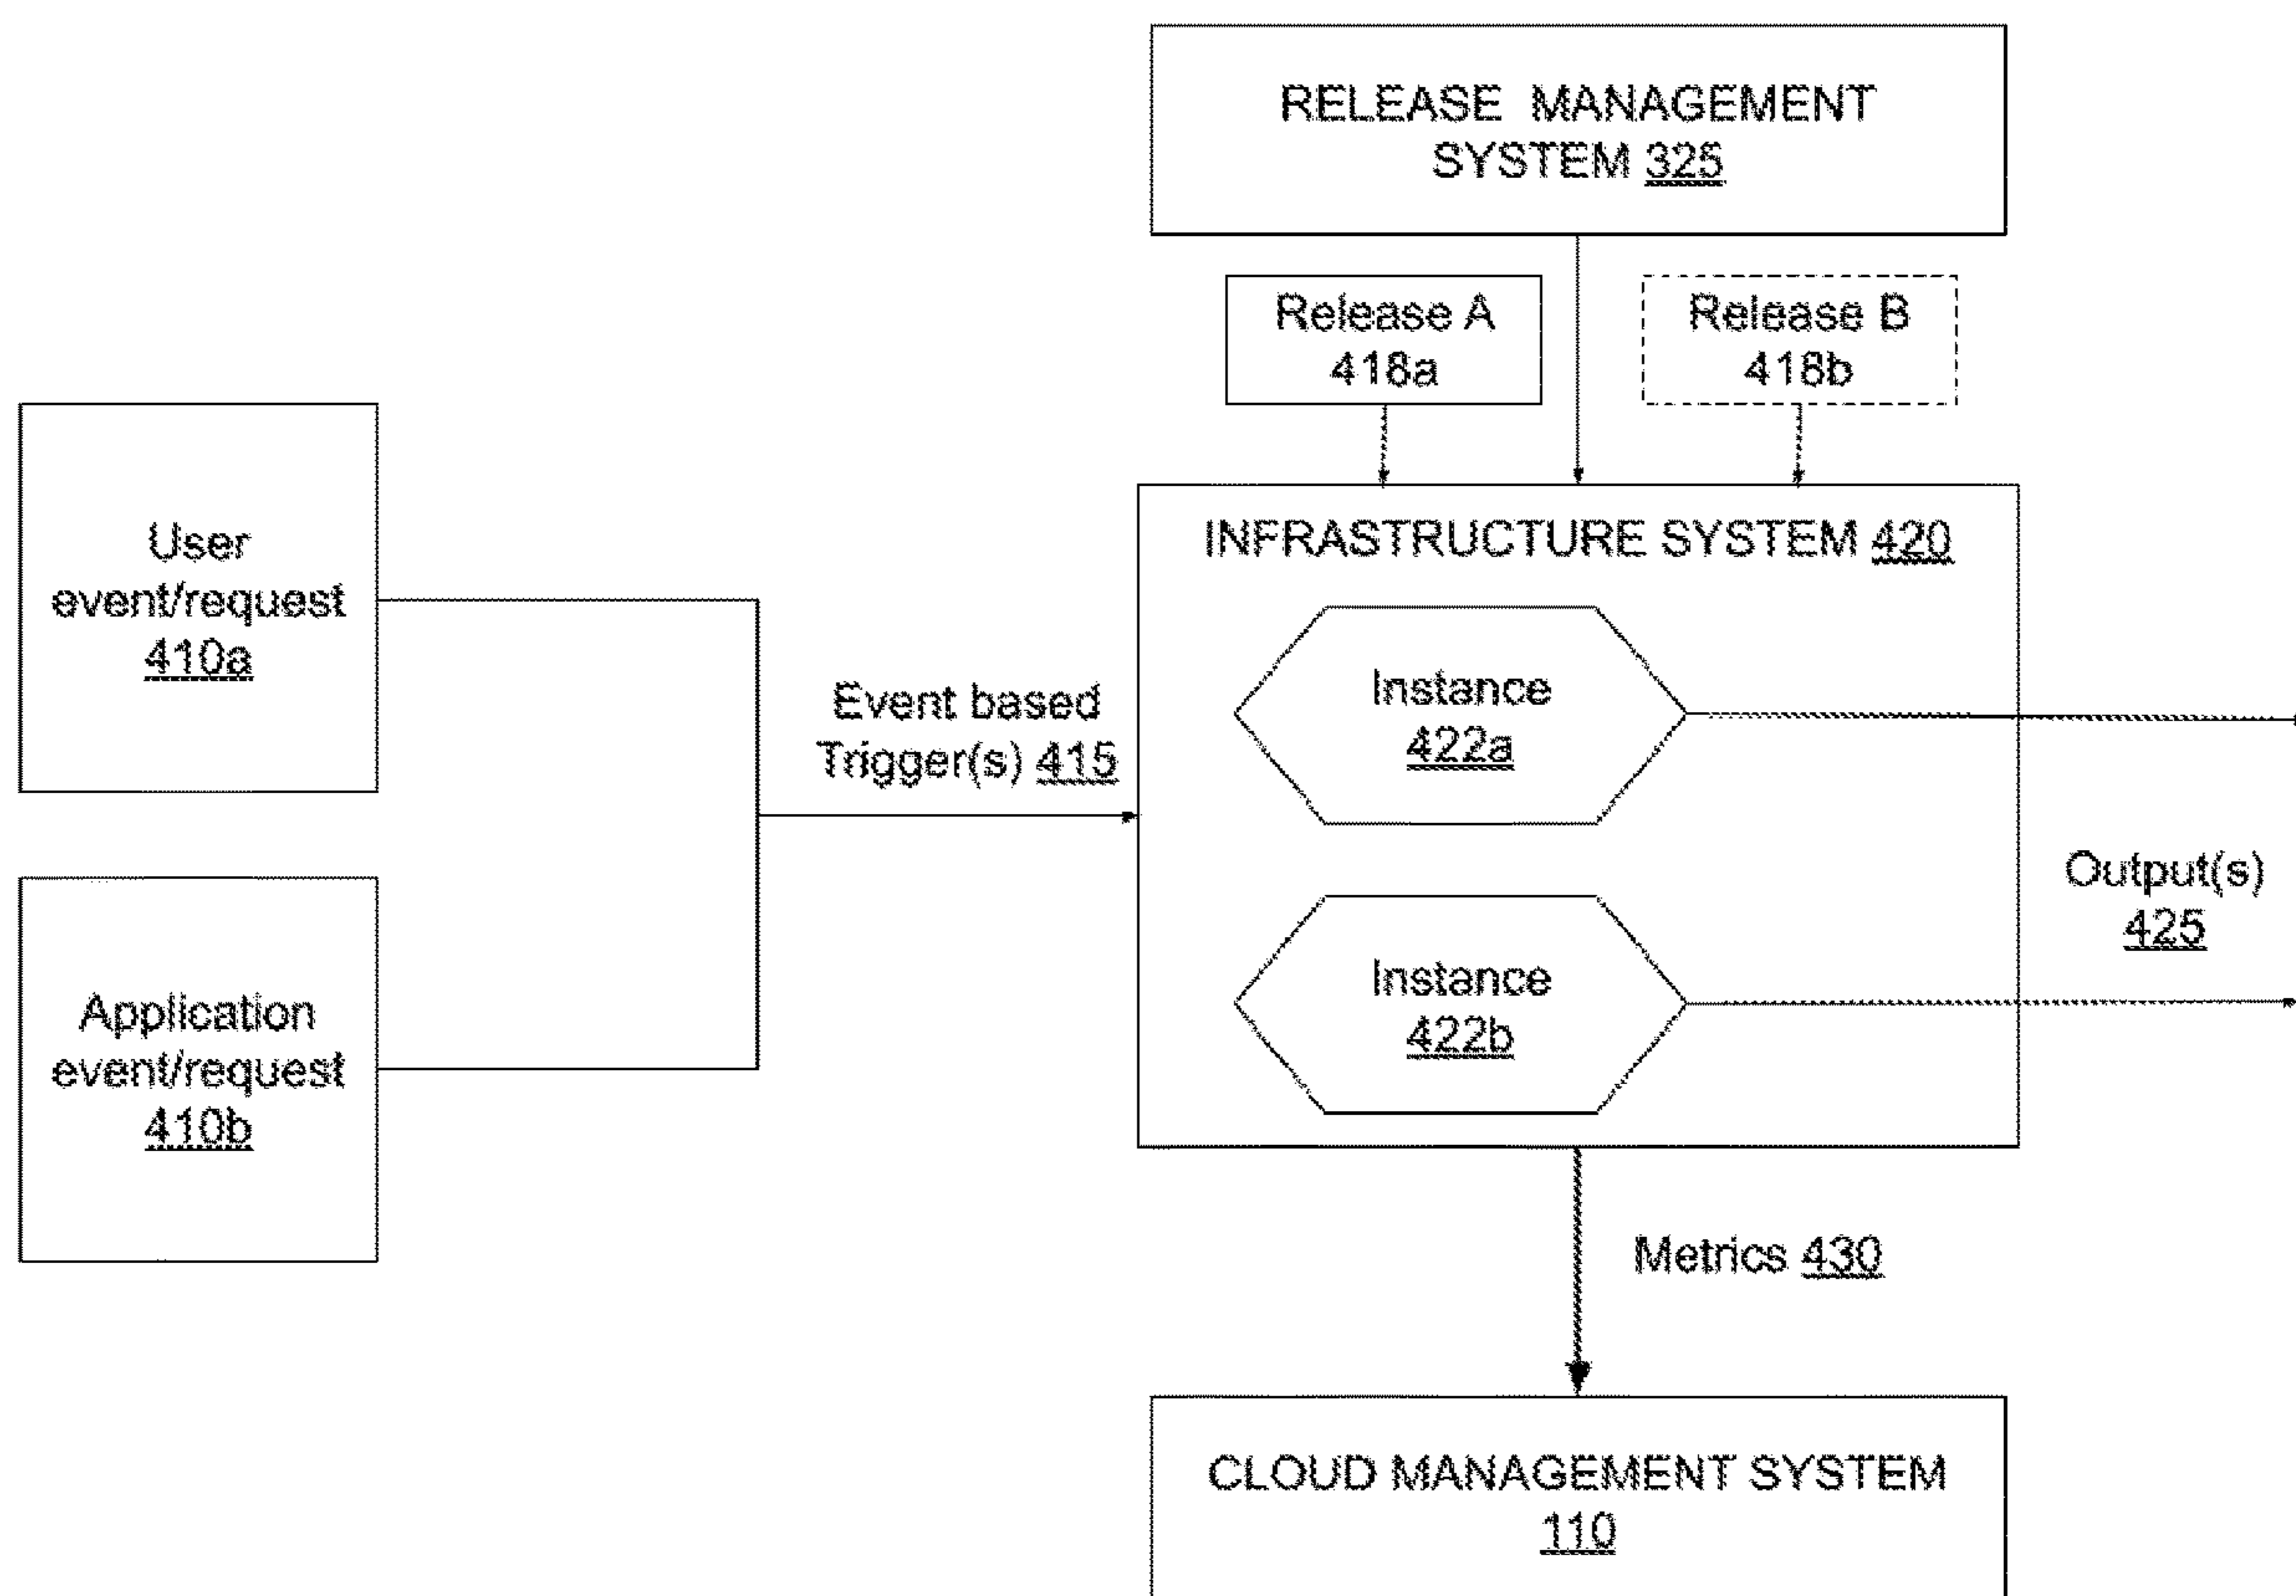 RELEASE MANAGEMENT
SYSTEM 325
Release A
418a
Release B
418b
User
event/request
410a
Application
event/request
410b
Event based
Trigger(s) 415
INFRASTRUCTURE SYSTEM 420
Instance
422a
Instance
422b
Output(s)
425
Metrics 430
CLOUD MANAGEMENT SYSTEM
110